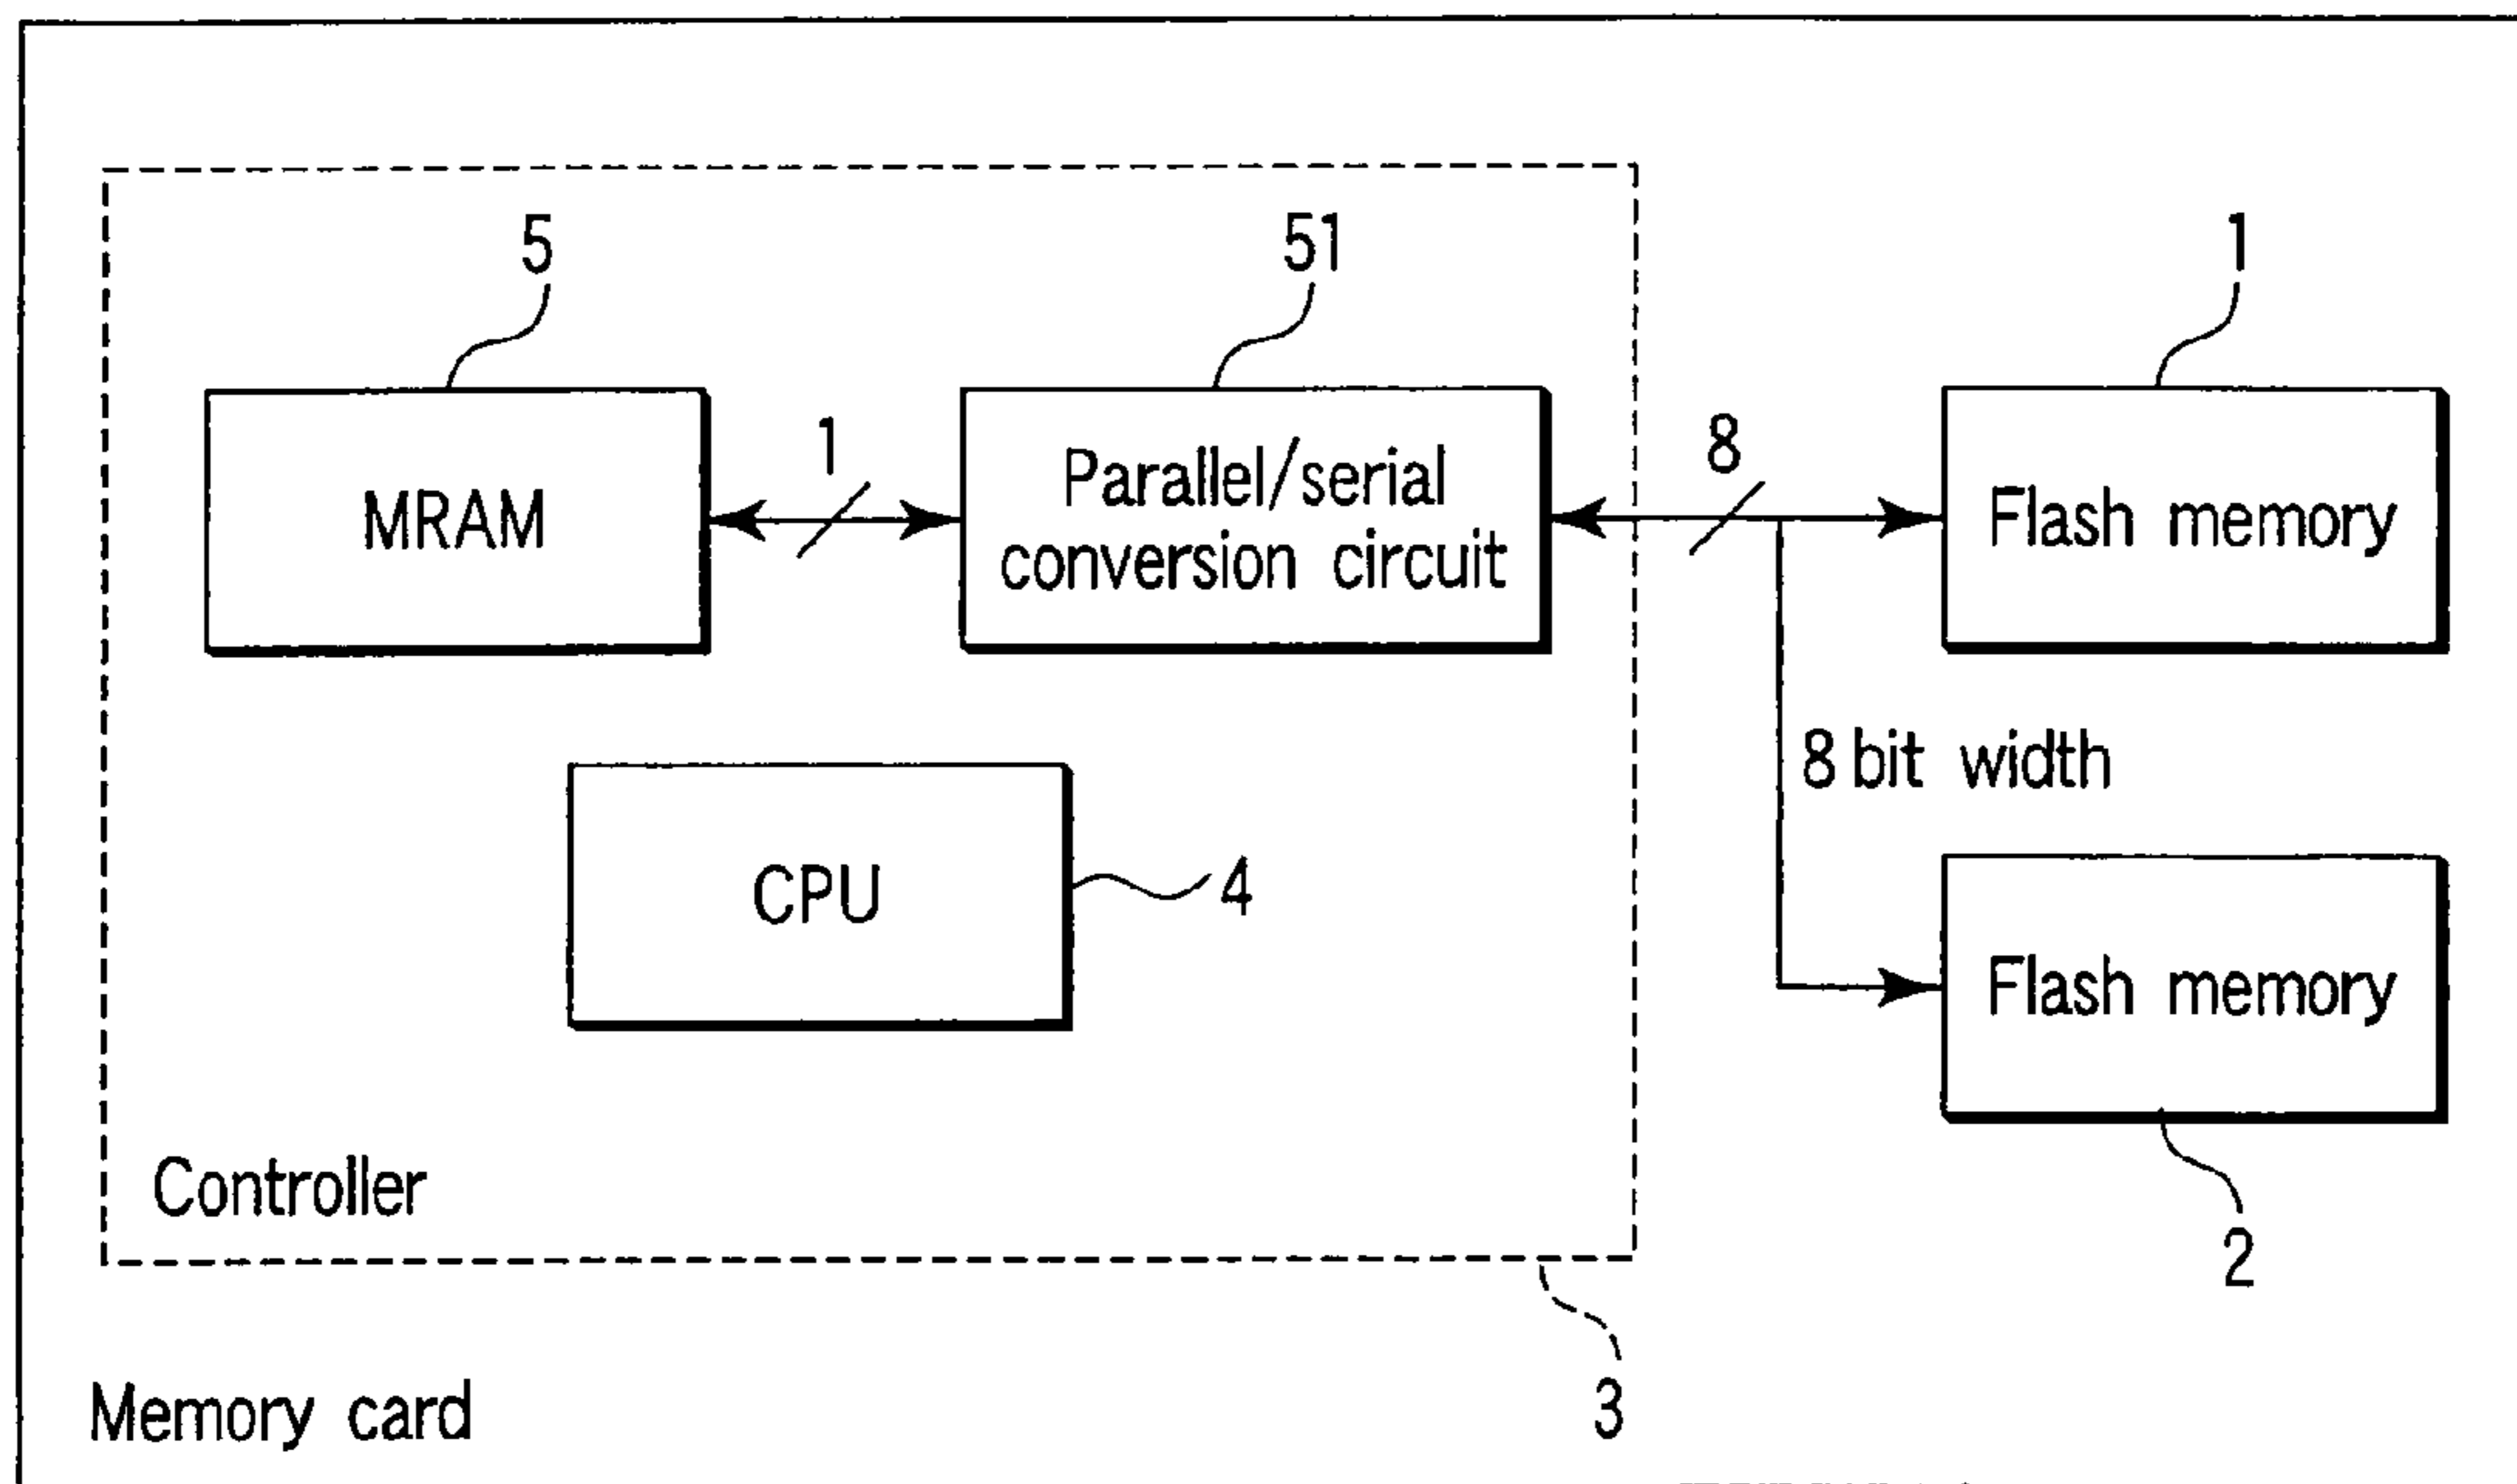 5
51
1
MRAM
1
Parallel/serial
conversion circuit
8
Flash memory
8 bit width
CPU
4
Flash memory
Controller
2
3
Memory card